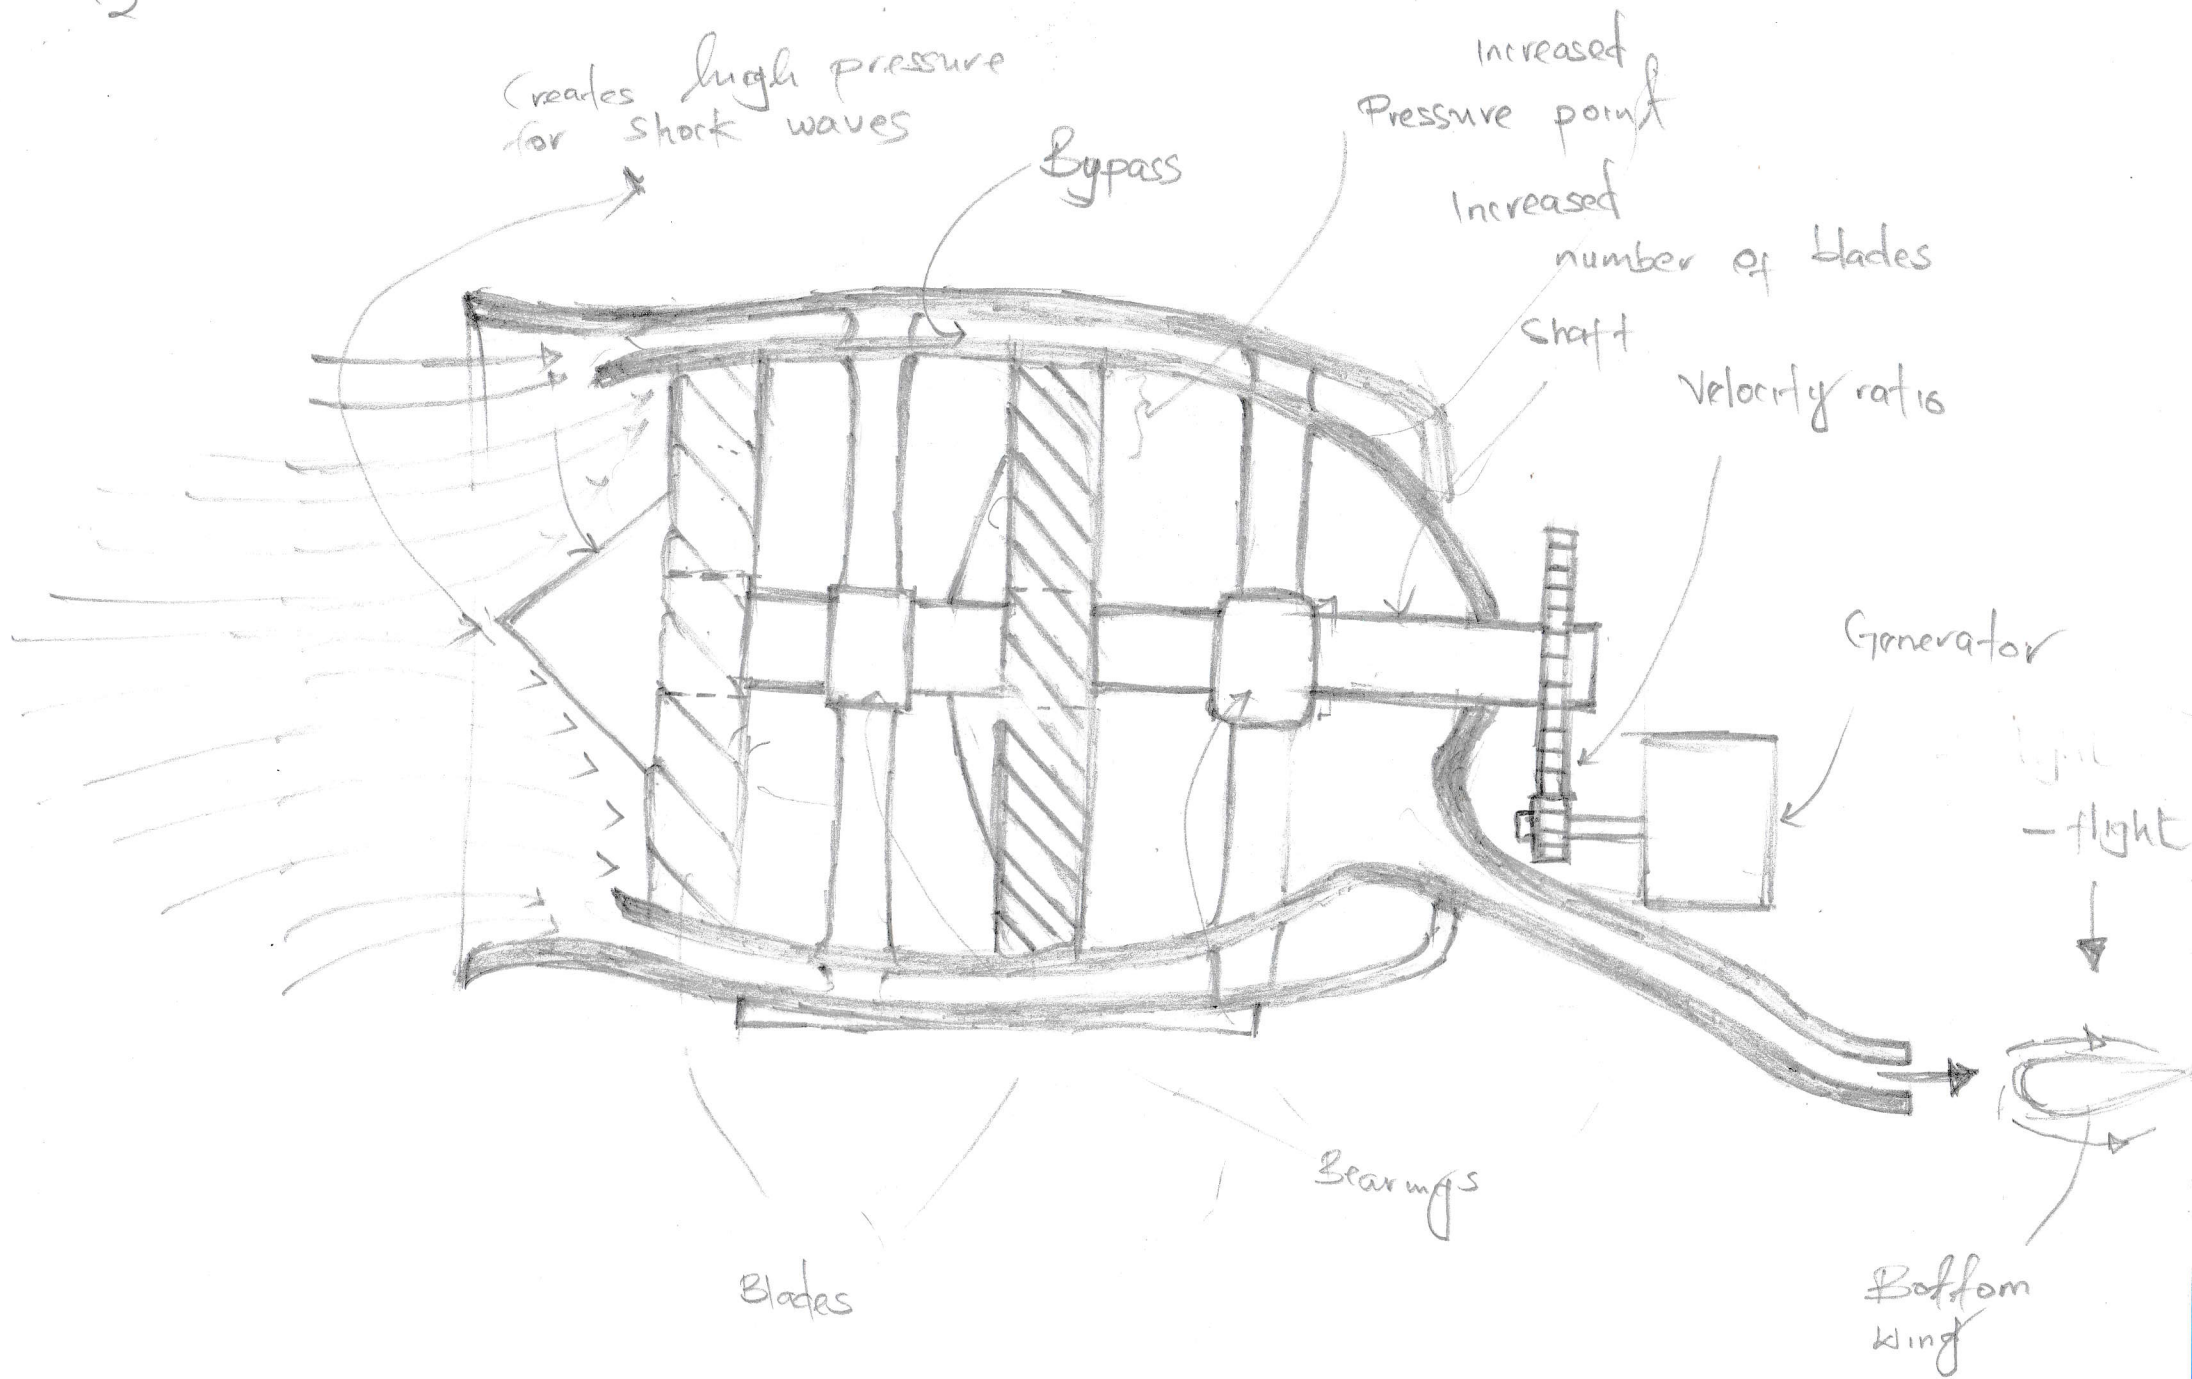 2
Creates high pressure
for shock waves
Bypass
Increased
Pressure point
Increased
number of blades
Shaft
Velocity ratio
Generator
– flight
Bearings
Blades
Bottom
wing